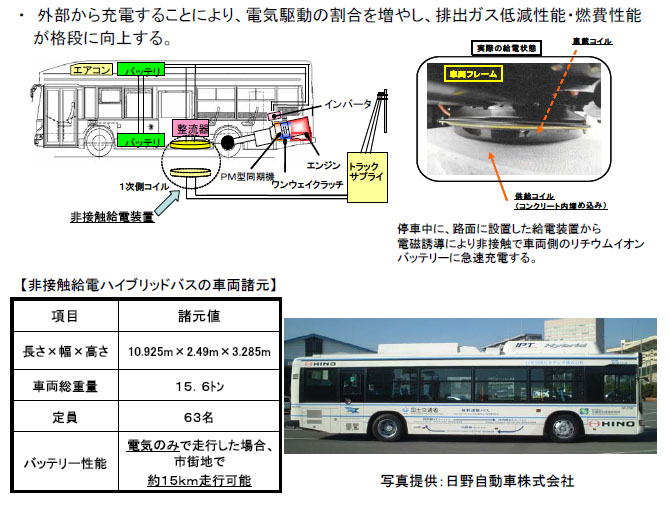 ・ 外部から充電することにより、電気駆動の割合を増やし、排出ガス低減性能・燃費性能
が格段に向上する。
エアコン
バッテリ
バッテリ
整流器
インバータ
エンジン
PM型同期機
ワンウェイクラッチ
1次側コイル
トラック
サプライ
非接触給電装置
実際の給電状態
車載コイル
車両フレーム
供給コイル
(コンクリート内埋め込み)
停車中に、路面に設置した給電装置から
電磁誘導により非接触で車両側のリチウムイオン
バッテリーに急速充電する。
【非接触給電ハイブリッドバスの車両諸元】
項目 諸元値
長さ×幅×高さ 10.925m×2.49m×3.285m
車両総重量 15.6トン
定員 63名
バッテリー性能 電気のみで走行した場合、
市街地で
約15km走行可能
IPT Hybrid
HINO
国土交通省
HINO
写真提供:日野自動車株式会社